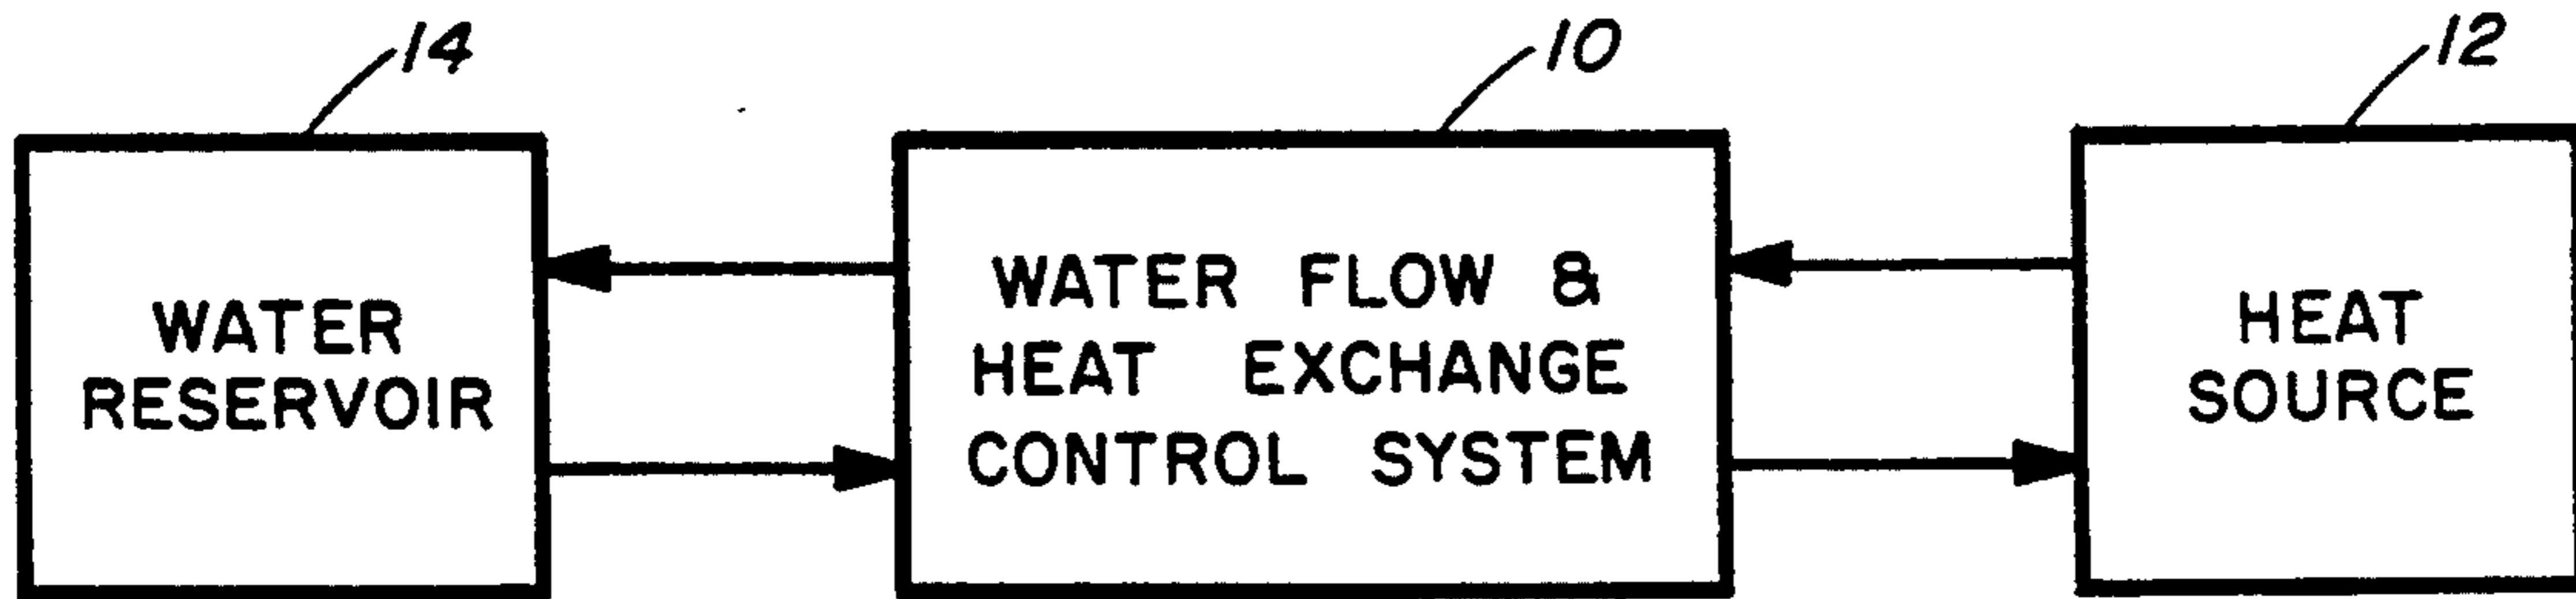 14
10
12
WATER
RESERVOIR
WATER FLOW &
HEAT EXCHANGE
CONTROL SYSTEM
HEAT
SOURCE